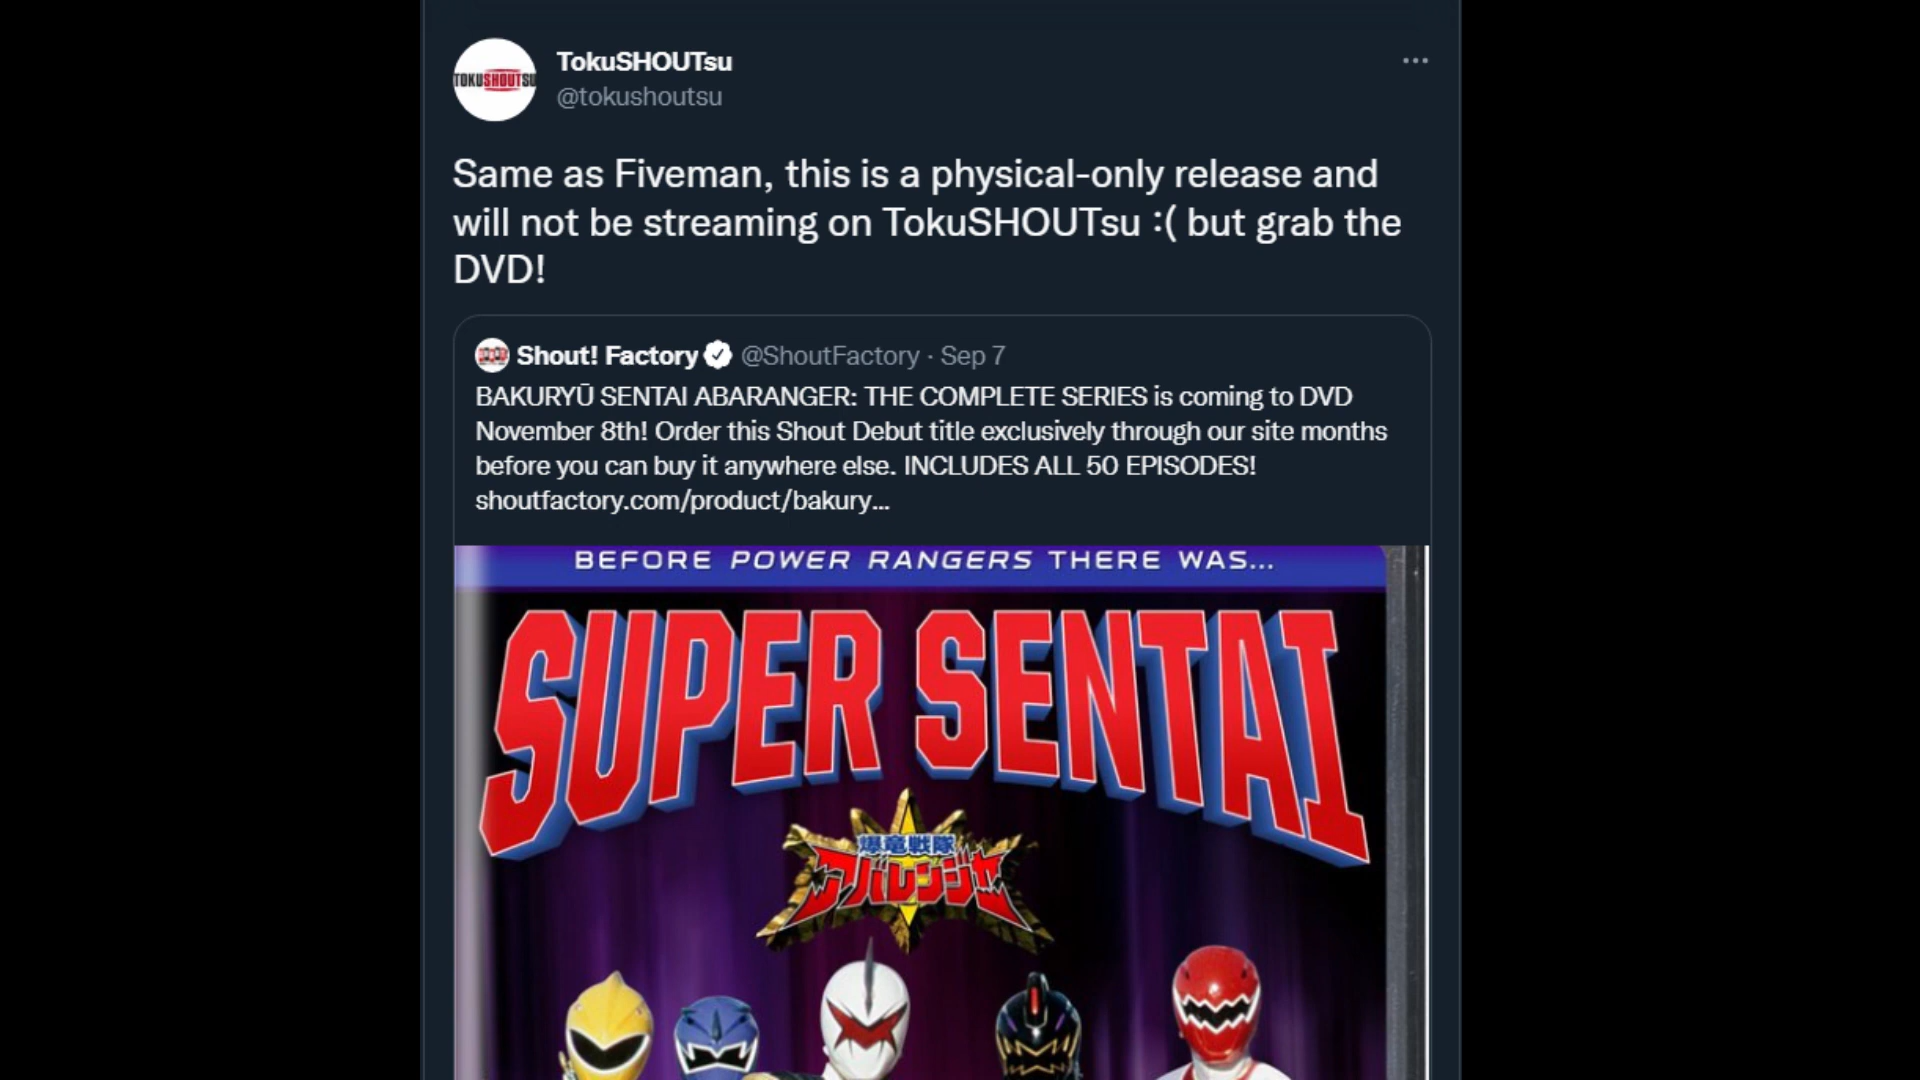 TOKUSHOUTSU
TokuSHOUTsu
@tokushoutsu
Same as Fiveman, this is a physical-only release and
will not be streaming on TokuSHOUTsu :( but grab the
DVD!
Shout! Factory @ShoutFactory · Sep 7
BAKURYŪ SENTAI ABARANGER: THE COMPLETE SERIES is coming to DVD
November 8th! Order this Shout Debut title exclusively through our site months
before you can buy it anywhere else. INCLUDES ALL 50 EPISODES!
shoutfactory.com/product/bakury...
BEFORE POWER RANGERS THERE WAS...
SUPER SENTAI
爆竜戦隊
アバレンジャー